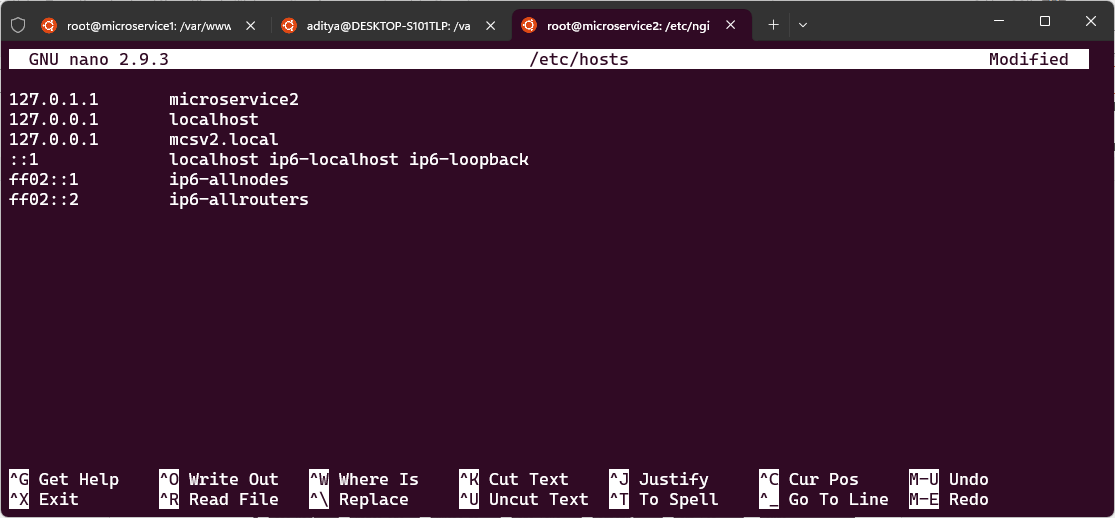 root@microservice1: /var/www
aditya@DESKTOP-S101TLP: /va
root@microservice2: /etc/ngi
GNU nano 2.9.3 /etc/hosts Modified
127.0.1.1 microservice2
127.0.0.1 localhost
127.0.0.1 mcsv2.local
::1 localhost ip6-localhost ip6-loopback
ff02::1 ip6-allnodes
ff02::2 ip6-allrouters
^G Get Help ^O Write Out ^W Where Is ^K Cut Text ^J Justify ^C Cur Pos M-U Undo
^X Exit ^R Read File ^\ Replace ^U Uncut Text ^T To Spell ^_ Go To Line M-E Redo